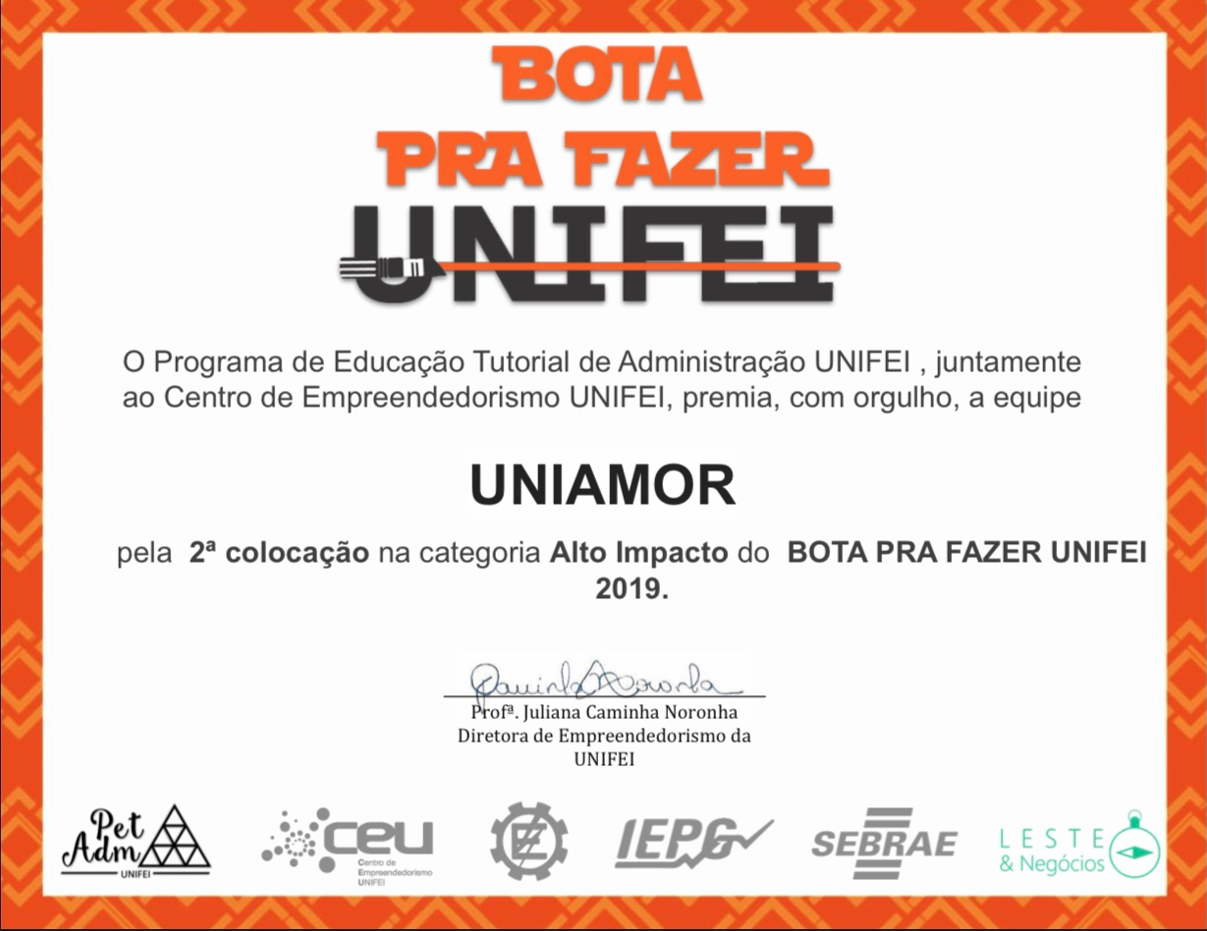 BOTA
PRA FAZER
UNIFEI
O Programa de Educação Tutorial de Administração UNIFEI , juntamente
ao Centro de Empreendedorismo UNIFEI, premia, com orgulho, a equipe
UNIAMOR
pela 2ª colocação na categoria Alto Impacto do BOTA PRA FAZER UNIFEI
2019.
Profª. Juliana Caminha Noronha
Diretora de Empreendedorismo da
UNIFEI
Pet
Adm
UNIFEI
ceu
Centro de
Empreendedorismo
UNIFEI
IEPG
SEBRAE
LESTE
& Negócios